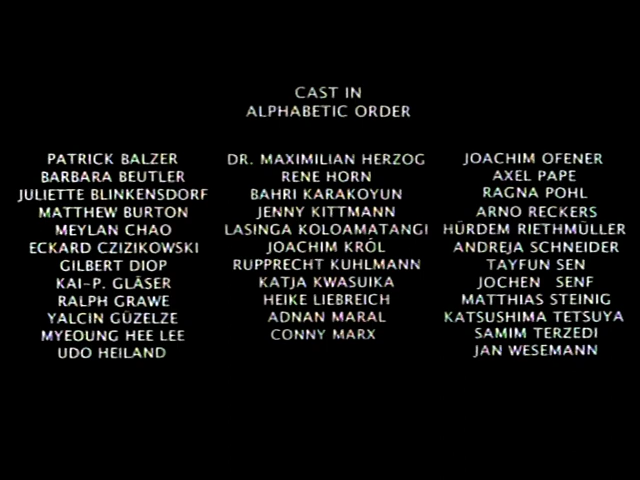 CAST IN
ALPHABETIC ORDER
PATRICK BALZER
BARBARA BEUTLER
JULIETTE BLINKENSDORF
MATTHEW BURTON
MEYLAN CHAO
ECKARD CZIZIKOWSKI
GILBERT DIOP
KAI-P. GLÄSER
RALPH GRAWE
YALCIN GÜZELZE
MYEOUNG HEE LEE
UDO HEILAND
DR. MAXIMILIAN HERZOG
RENE HORN
BAHRI KARAKOYUN
JENNY KITTMANN
LASINGA KOLOAMATANGI
JOACHIM KRÓL
RUPPRECHT KUHLMANN
KATJA KWASUIKA
HEIKE LIEBREICH
ADNAN MARAL
CONNY MARX
JOACHIM OFENER
AXEL PAPE
RAGNA POHL
ARNO RECKERS
HÜRDEM RIETHMÜLLER
ANDREJA SCHNEIDER
TAYFUN SEN
JOCHEN SENF
MATTHIAS STEINIG
KATSUSHIMA TETSUYA
SAMIM TERZEDI
JAN WESEMANN